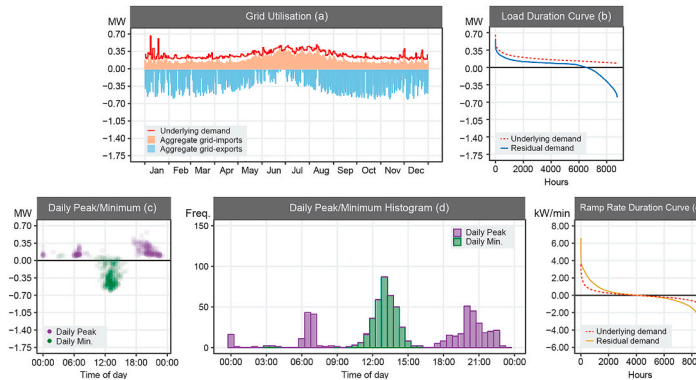 Grid Utilisation (a)
MW
0.70
0.35
0.00
-0.35
-0.70
-1.05
-1.40
-1.75
Underlying demand
Aggregate grid-imports
Aggregate grid-exports
Jan Feb Mar Apr May Jun Jul Aug Sep Oct Nov Dec
Load Duration Curve (b)
MW
0.70
0.35
0.00
-0.35
-0.70
-1.05
-1.40
-1.75
Underlying demand
Residual demand
0 2000 4000 6000 8000
Hours
Daily Peak/Minimum (c)
MW
0.70
0.35
0.00
-0.35
-0.70
-1.05
-1.40
-1.75
Daily Peak
Daily Min.
00:00 06:00 12:00 18:00 00:00
Time of day
Daily Peak/Minimum Histogram (d)
Freq.
150
100
50
0
Daily Peak
Daily Min.
00:00 03:00 06:00 09:00 12:00 15:00 18:00 21:00 00:00
Time of day
Ramp Rate Duration Curve (
kW/min
8.00
6.00
4.00
2.00
0.00
-2.00
-4.00
-6.00
Underlying demand
Residual demand
0 2000 4000 6000 8000
Hours